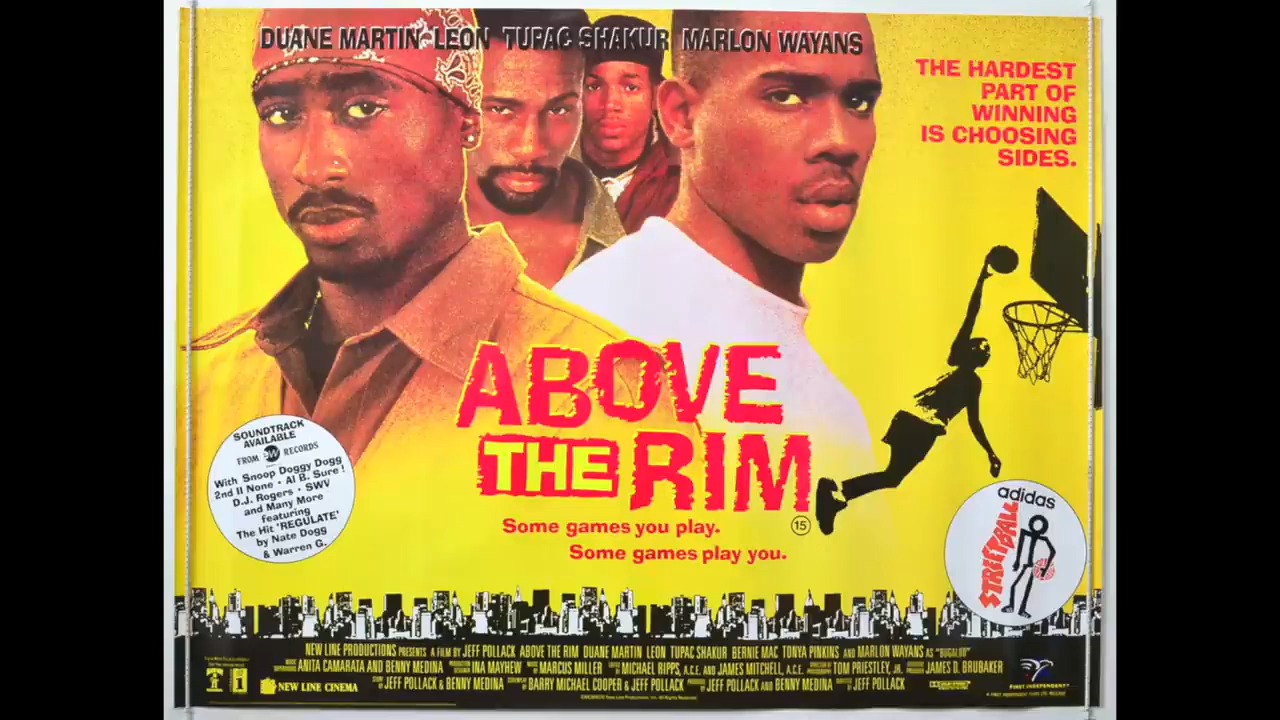 DUANE MARTIN LEON TUPAC SHAKUR MARLON WAYANS
THE HARDEST
PART OF
WINNING
IS CHOOSING
SIDES.
ABOVE
THE RIM
15
Some games you play.
Some games play you.
SOUNDTRACK
AVAILABLE
FROM RECORDS
With Snoop Doggy Dogg
2nd II None • Al B. Sure!
D.J. Rogers • SWV
and Many More
featuring
The Hit 'REGULATE'
by Nate Dogg
& Warren G.
adidas
STREETBALL
NEW LINE PRODUCTIONS PRESENTS A FILM BY JEFF POLLACK ABOVE THE RIM DUANE MARTIN LEON TUPAC SHAKUR BERNIE MAC TONYA PINKINS AND MARLON WAYANS AS "BUGALOO"
ANITA CAMARATA AND BENNY MEDINA INA MAYHEW MARCUS MILLER MICHAEL RIPPS, A.C.E. AND JAMES MITCHELL, A.C.E. TOM PRIESTLEY, JR. JAMES D. BRUBAKER
JEFF POLLACK & BENNY MEDINA BARRY MICHAEL COOPER & JEFF POLLACK JEFF POLLACK AND BENNY MEDINA JEFF POLLACK
NEW LINE CINEMA
FIRST INDEPENDENT